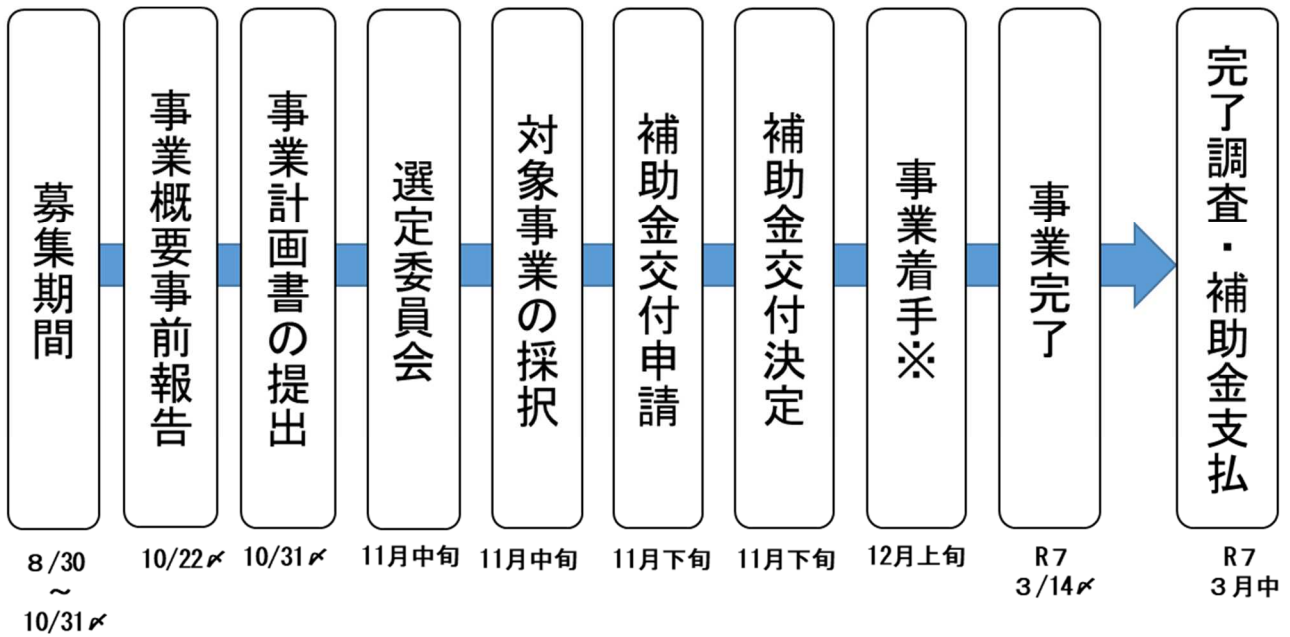 募集期間
8/30
～
10/31〆
事業概要事前報告
10/22〆
事業計画書の提出
10/31〆
選定委員会
11月中旬
対象事業の採択
11月中旬
補助金交付申請
11月下旬
補助金交付決定
11月下旬
事業着手※
12月上旬
事業完了
R7
3/14〆
完了調査・補助金支払
R7
3月中